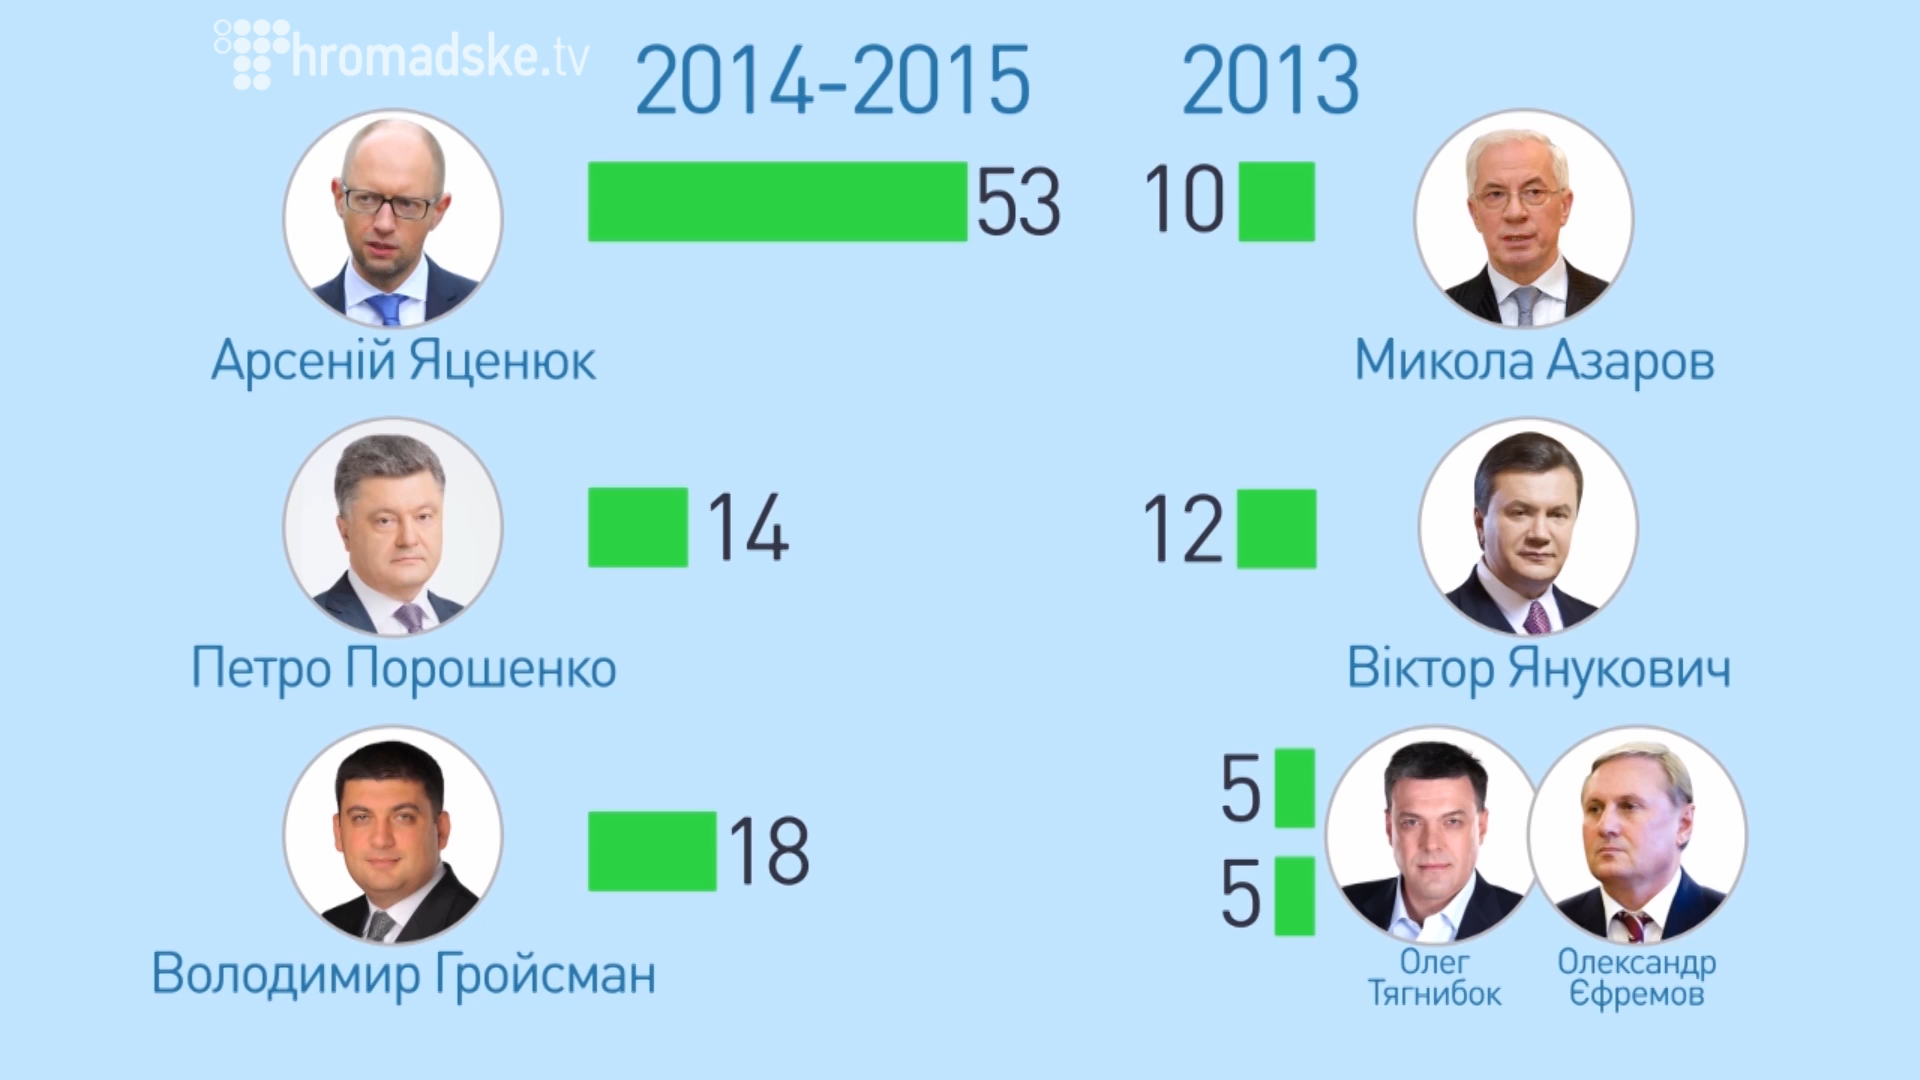 hromadske.tv
2014-2015
2013
53
10
Арсеній Яценюк
Микола Азаров
14
12
Петро Порошенко
Віктор Янукович
18
5
5
Володимир Гройсман
Олег
Тягнибок
Олександр
Єфремов